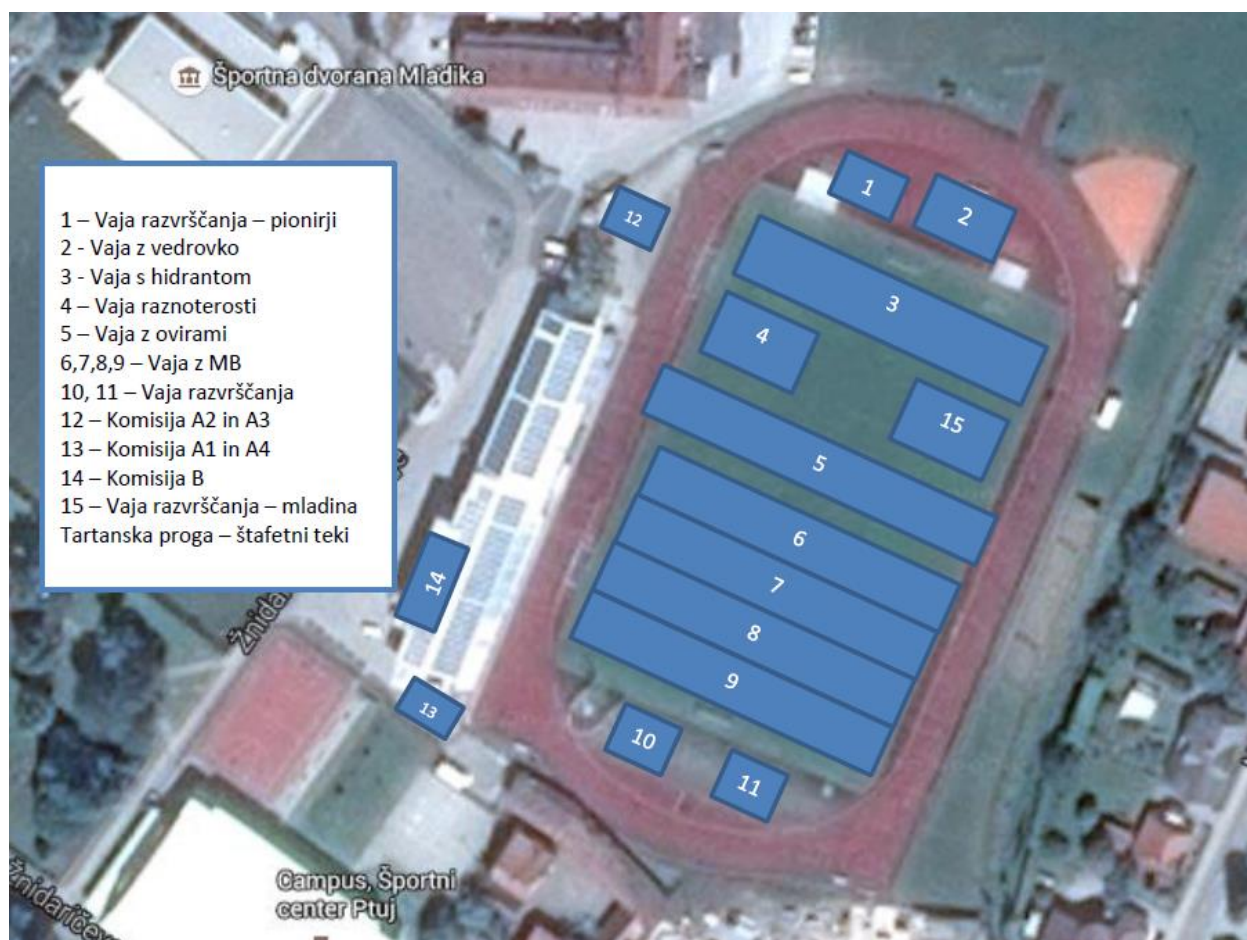 Športna dvorana Mladika
1 – Vaja razvrščanja – pionirji
2 - Vaja z vedrovko
3 - Vaja s hidrantom
4 – Vaja raznoterosti
5 – Vaja z ovirami
6,7,8,9 – Vaja z MB
10, 11 – Vaja razvrščanja
12 – Komisija A2 in A3
13 – Komisija A1 in A4
14 – Komisija B
15 – Vaja razvrščanja – mladina
Tartanska proga – štafetni teki
1
2
12
3
4
15
5
6
7
14
8
9
13
10
11
Campus, Športni
center Ptuj